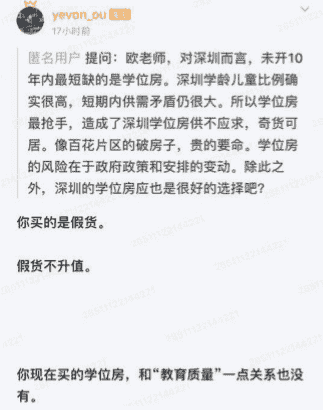 yevon_ou
17小时前
匿名用户 提问：欧老师，对深圳而言，未开10
年内最短缺的是学位房。深圳学龄儿童比例确
实很高，短期内供需矛盾仍很大。所以学位房
最抢手，造成了深圳学位房供不应求，奇货可
居。像百花片区的破房子，贵的要命。学位房
的风险在于政府政策和安排的变动。除此之
外，深圳的学位房应也是很好的选择吧？
你买的是假货。
假货不升值。
你现在买的学位房，和“教育质量”一点关系也没
有。